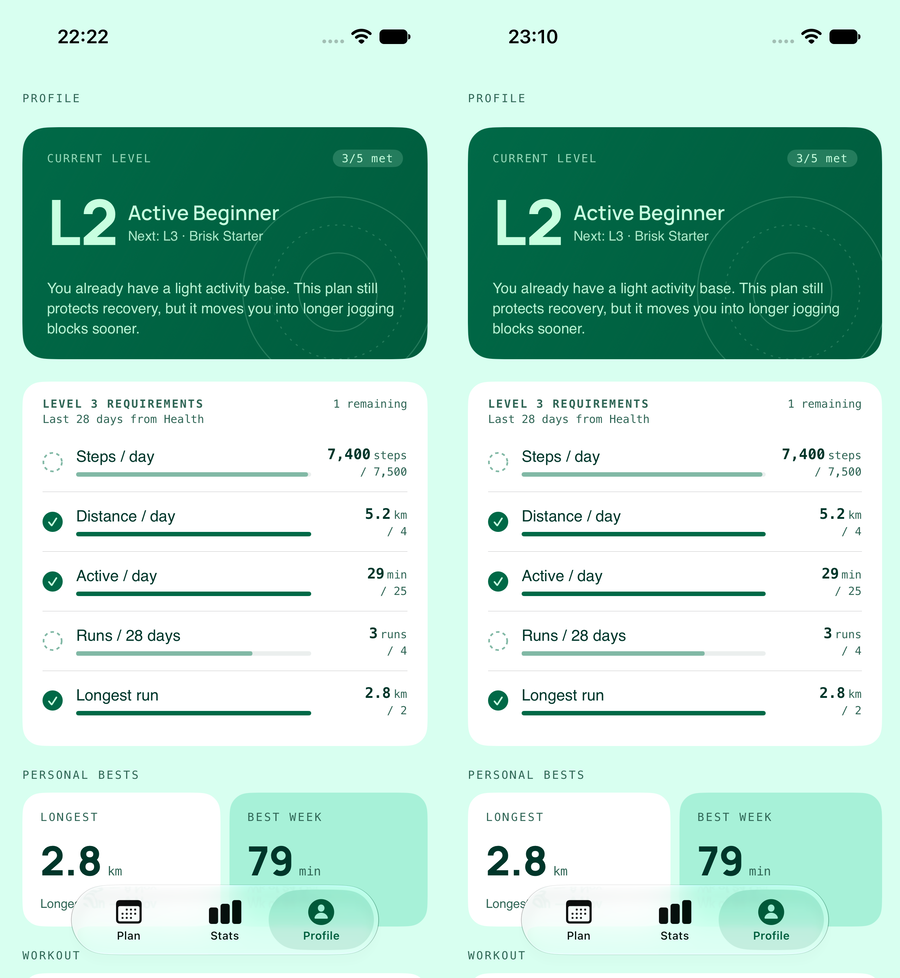 22:22
PROFILE
CURRENT LEVEL
3/5 met
L2
Active Beginner
Next: L3 · Brisk Starter
You already have a light activity base. This plan still
protects recovery, but it moves you into longer jogging
blocks sooner.
LEVEL 3 REQUIREMENTS
1 remaining
Last 28 days from Health
Steps / day
7,400 steps
/ 7,500
Distance / day
5.2 km
/ 4
Active / day
29 min
/ 25
Runs / 28 days
3 runs
/ 4
Longest run
2.8 km
/ 2
PERSONAL BESTS
LONGEST
2.8 km
BEST WEEK
79 min
Plan
Stats
Profile
WORKOUT
23:10
PROFILE
CURRENT LEVEL
3/5 met
L2
Active Beginner
Next: L3 · Brisk Starter
You already have a light activity base. This plan still
protects recovery, but it moves you into longer jogging
blocks sooner.
LEVEL 3 REQUIREMENTS
1 remaining
Last 28 days from Health
Steps / day
7,400 steps
/ 7,500
Distance / day
5.2 km
/ 4
Active / day
29 min
/ 25
Runs / 28 days
3 runs
/ 4
Longest run
2.8 km
/ 2
PERSONAL BESTS
LONGEST
2.8 km
BEST WEEK
79 min
Plan
Stats
Profile
WORKOUT